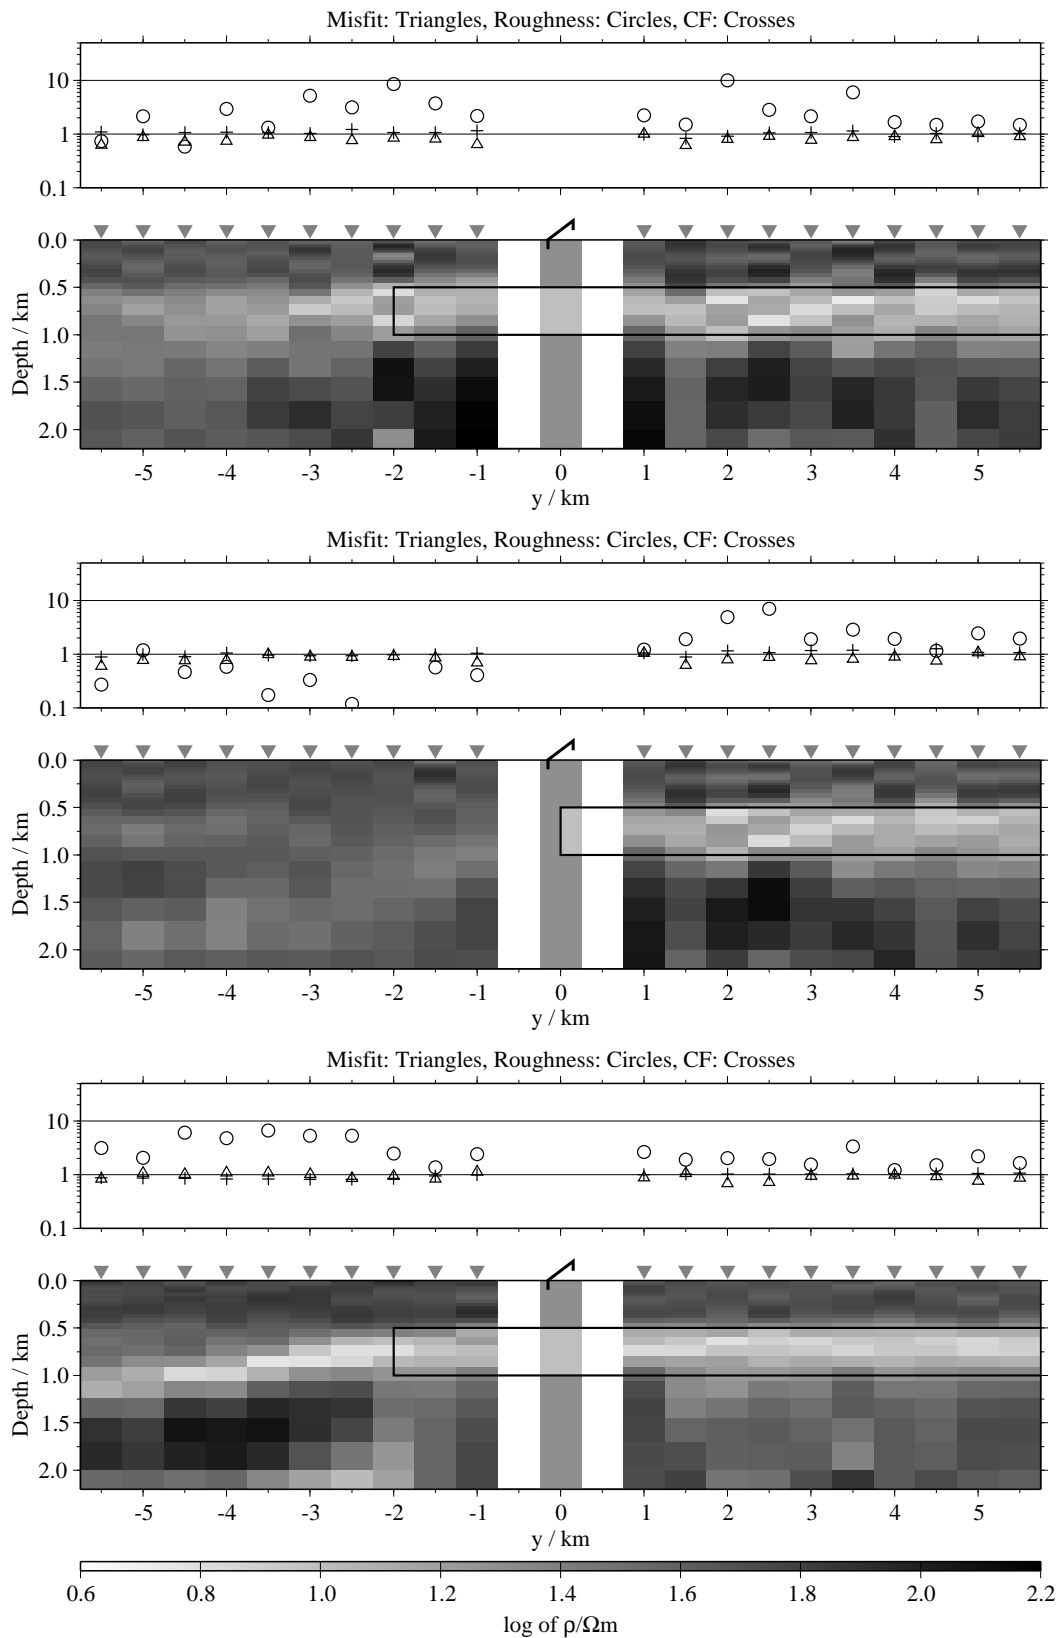 Misfit: Triangles, Roughness: Circles, CF: Crosses
10
1
0.1
0.0
0.5
1.0
1.5
2.0
Depth / km
-5 -4 -3 -2 -1 0 1 2 3 4 5
y / km
Misfit: Triangles, Roughness: Circles, CF: Crosses
10
1
0.1
0.0
0.5
1.0
1.5
2.0
Depth / km
-5 -4 -3 -2 -1 0 1 2 3 4 5
y / km
Misfit: Triangles, Roughness: Circles, CF: Crosses
10
1
0.1
0.0
0.5
1.0
1.5
2.0
Depth / km
-5 -4 -3 -2 -1 0 1 2 3 4 5
y / km
0.6 0.8 1.0 1.2 1.4 1.6 1.8 2.0 2.2
log of ρ/Ωm